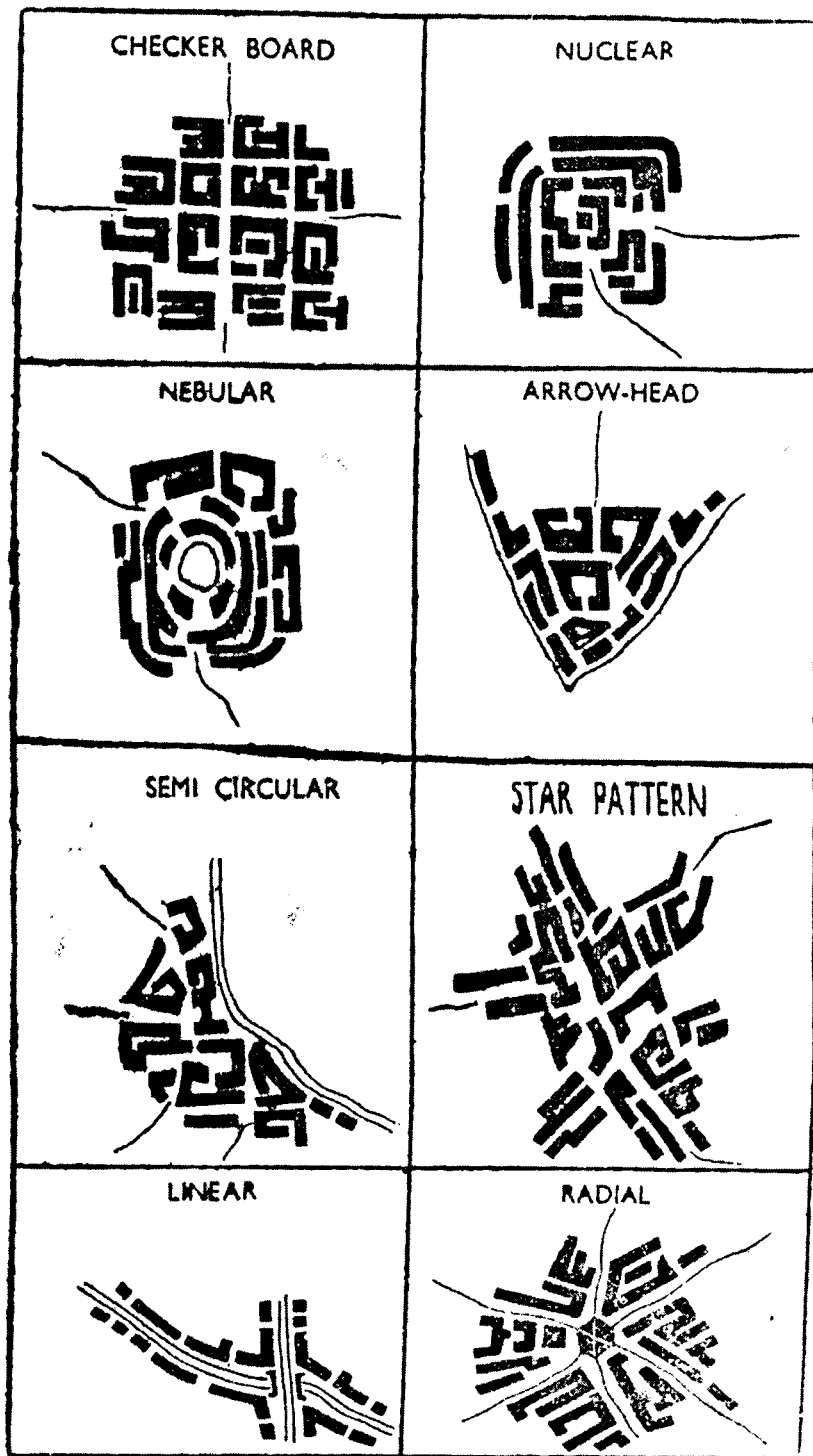 CHECKER BOARD
NUCLEAR
NEBULAR
ARROW-HEAD
SEMI CIRCULAR
STAR PATTERN
LINEAR
RADIAL